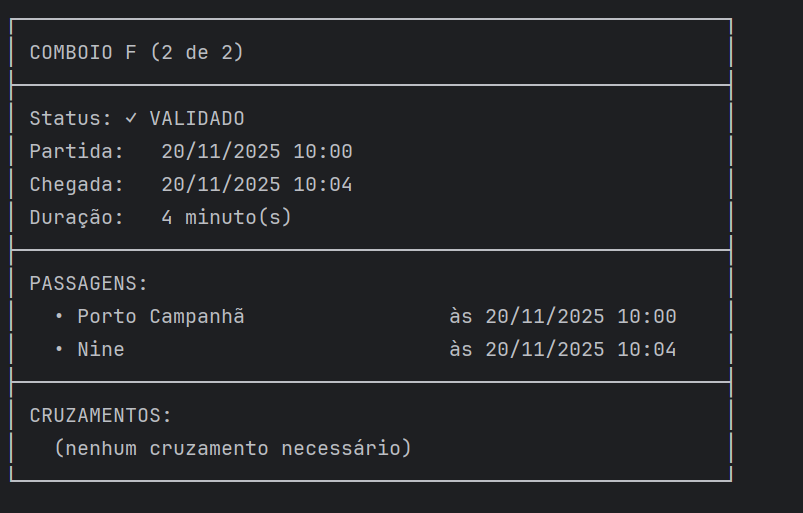 COMBOIO F (2 de 2)
Status: ✓ VALIDADO
Partida: 20/11/2025 10:00
Chegada: 20/11/2025 10:04
Duração: 4 minuto(s)
PASSAGENS:
• Porto Campanhã às 20/11/2025 10:00
• Nine às 20/11/2025 10:04
CRUZAMENTOS:
(nenhum cruzamento necessário)